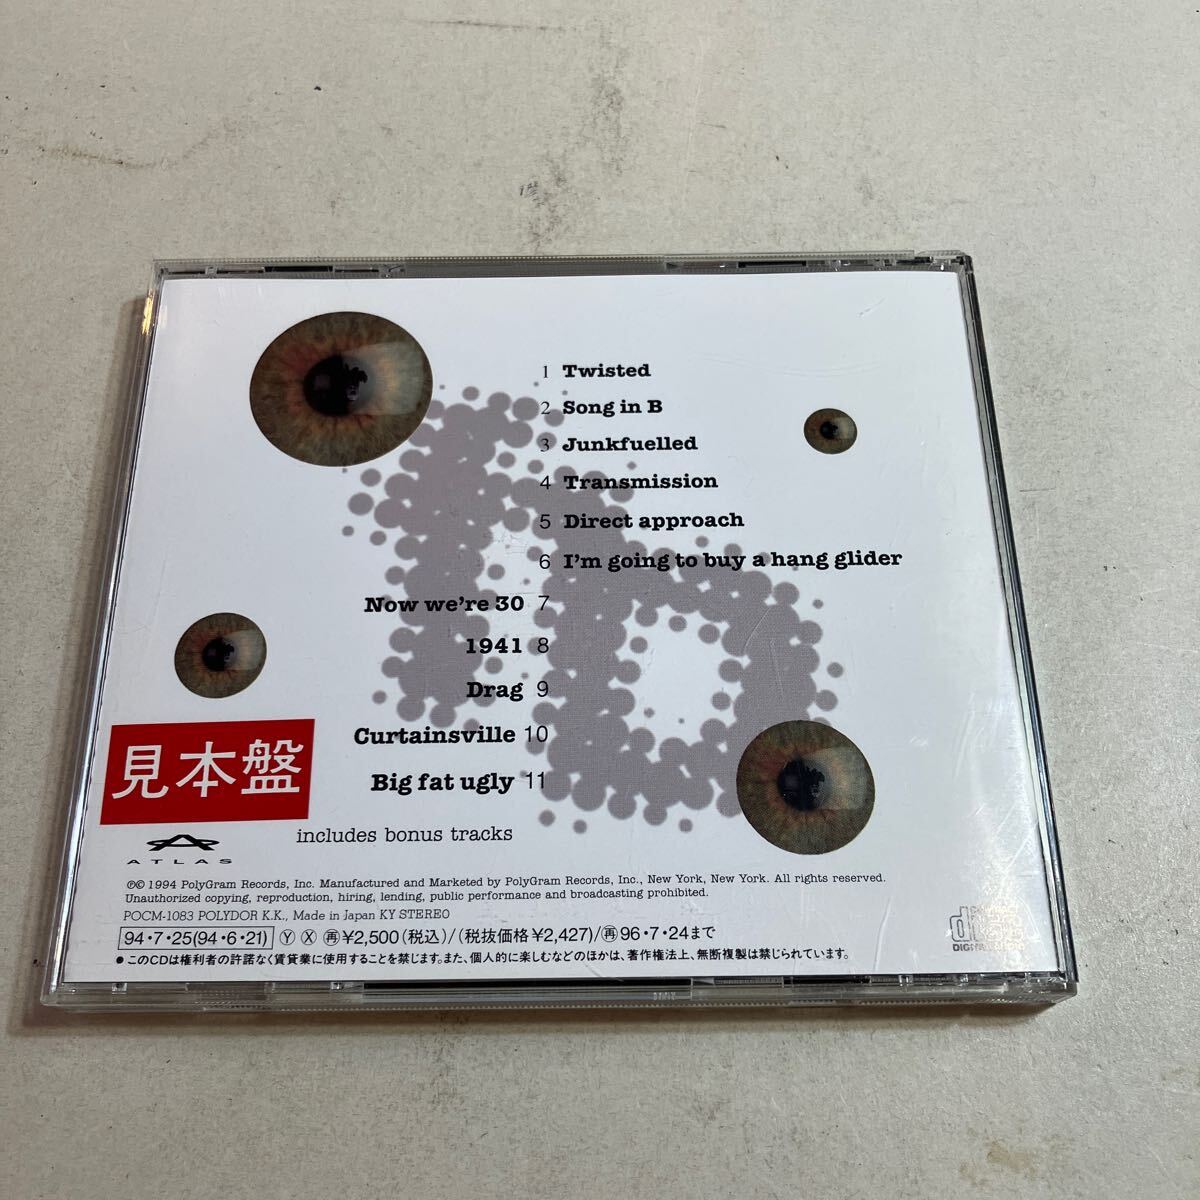 1 Twisted
2 Song in B
3 Junkfuelled
4 Transmission
5 Direct approach
6 I'm going to buy a hang glider
Now we're 30 7
1941 8
Drag 9
Curtainsville 10
Big fat ugly 11
includes bonus tracks
見本盤
ATLAS
℗© 1994 PolyGram Records, Inc. Manufactured and Marketed by PolyGram Records, Inc., New York, New York. All rights reserved.
Unauthorized copying, reproduction, hiring, lending, public performance and broadcasting prohibited.
POCM-1083 POLYDOR K.K., Made in Japan KY STEREO
94・7・25(94・6・21) Ⓨ Ⓧ ㊢¥2,500(税込)/(税抜価格¥2,427)/㊢96・7・24まで
●このCDは権利者の許諾なく賃貸業に使用することを禁じます。また、個人的に楽しむなどのほかは、著作権法上、無断複製は禁じられています。
disc
DIGITAL AUDIO